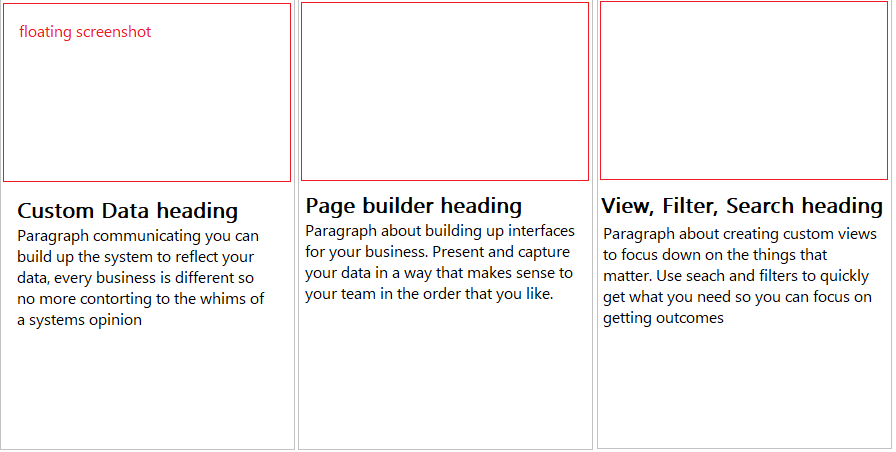 floating screenshot
Custom Data heading
Paragraph communicating you can
build up the system to reflect your
data, every business is different so
no more contorting to the whims of
a systems opinion
Page builder heading
Paragraph about building up interfaces
for your business. Present and capture
your data in a way that makes sense to
your team in the order that you like.
View, Filter, Search heading
Paragraph about creating custom views
to focus down on the things that
matter. Use seach and filters to quickly
get what you need so you can focus on
getting outcomes